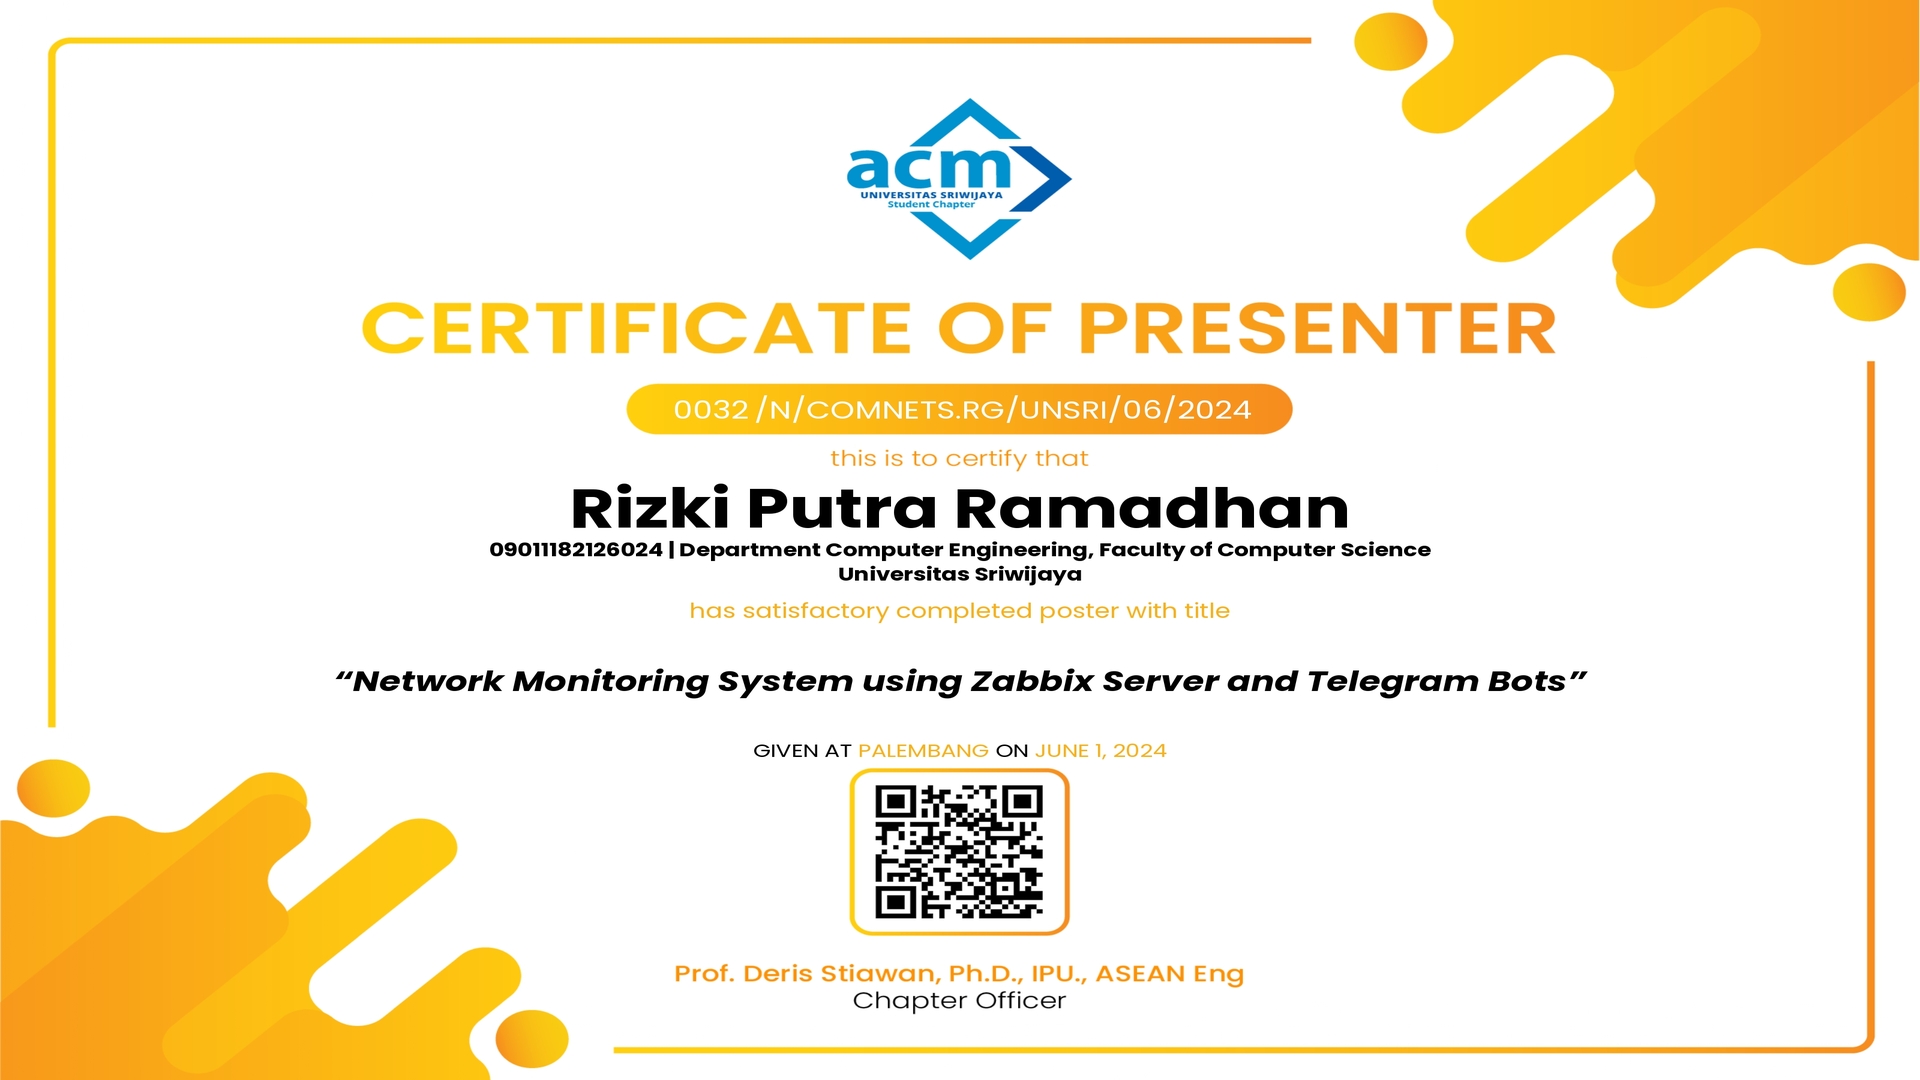 acm
UNIVERSITAS SRIWIJAYA
Student Chapter
CERTIFICATE OF PRESENTER
0032 /N/COMNETS.RG/UNSRI/06/2024
this is to certify that
Rizki Putra Ramadhan
09011182126024 | Department Computer Engineering, Faculty of Computer Science
Universitas Sriwijaya
has satisfactory completed poster with title
“Network Monitoring System using Zabbix Server and Telegram Bots”
GIVEN AT PALEMBANG ON JUNE 1, 2024
Prof. Deris Stiawan, Ph.D., IPU., ASEAN Eng
Chapter Officer